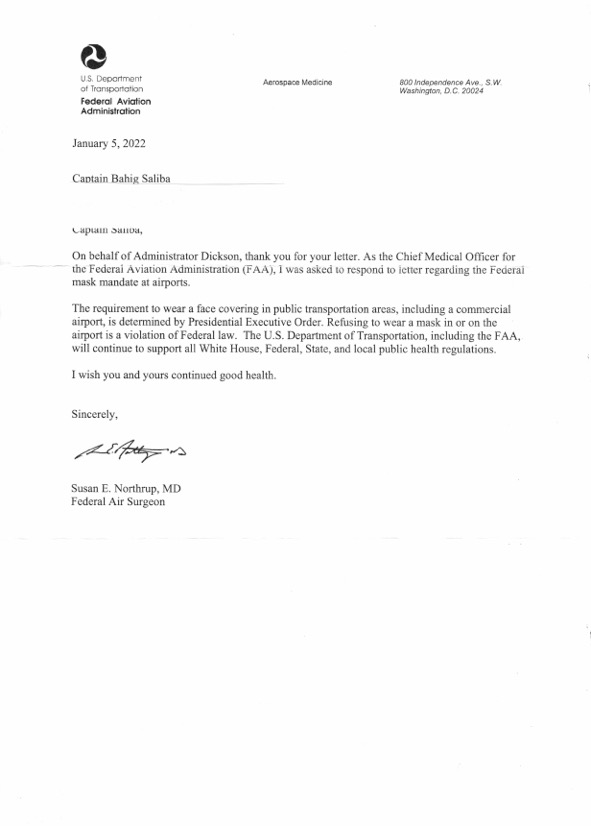 U.S. Department
of Transportation
Federal Aviation
Administration
Aerospace Medicine
800 Independence Ave., S.W.
Washington, D.C. 20024
January 5, 2022
Captain Bahig Saliba
Captain Saliba,
On behalf of Administrator Dickson, thank you for your letter. As the Chief Medical Officer for
the Federal Aviation Administration (FAA), I was asked to respond to letter regarding the Federal
mask mandate at airports.
The requirement to wear a face covering in public transportation areas, including a commercial
airport, is determined by Presidential Executive Order. Refusing to wear a mask in or on the
airport is a violation of Federal law. The U.S. Department of Transportation, including the FAA,
will continue to support all White House, Federal, State, and local public health regulations.
I wish you and yours continued good health.
Sincerely,
Susan E. Northrup, MD
Federal Air Surgeon